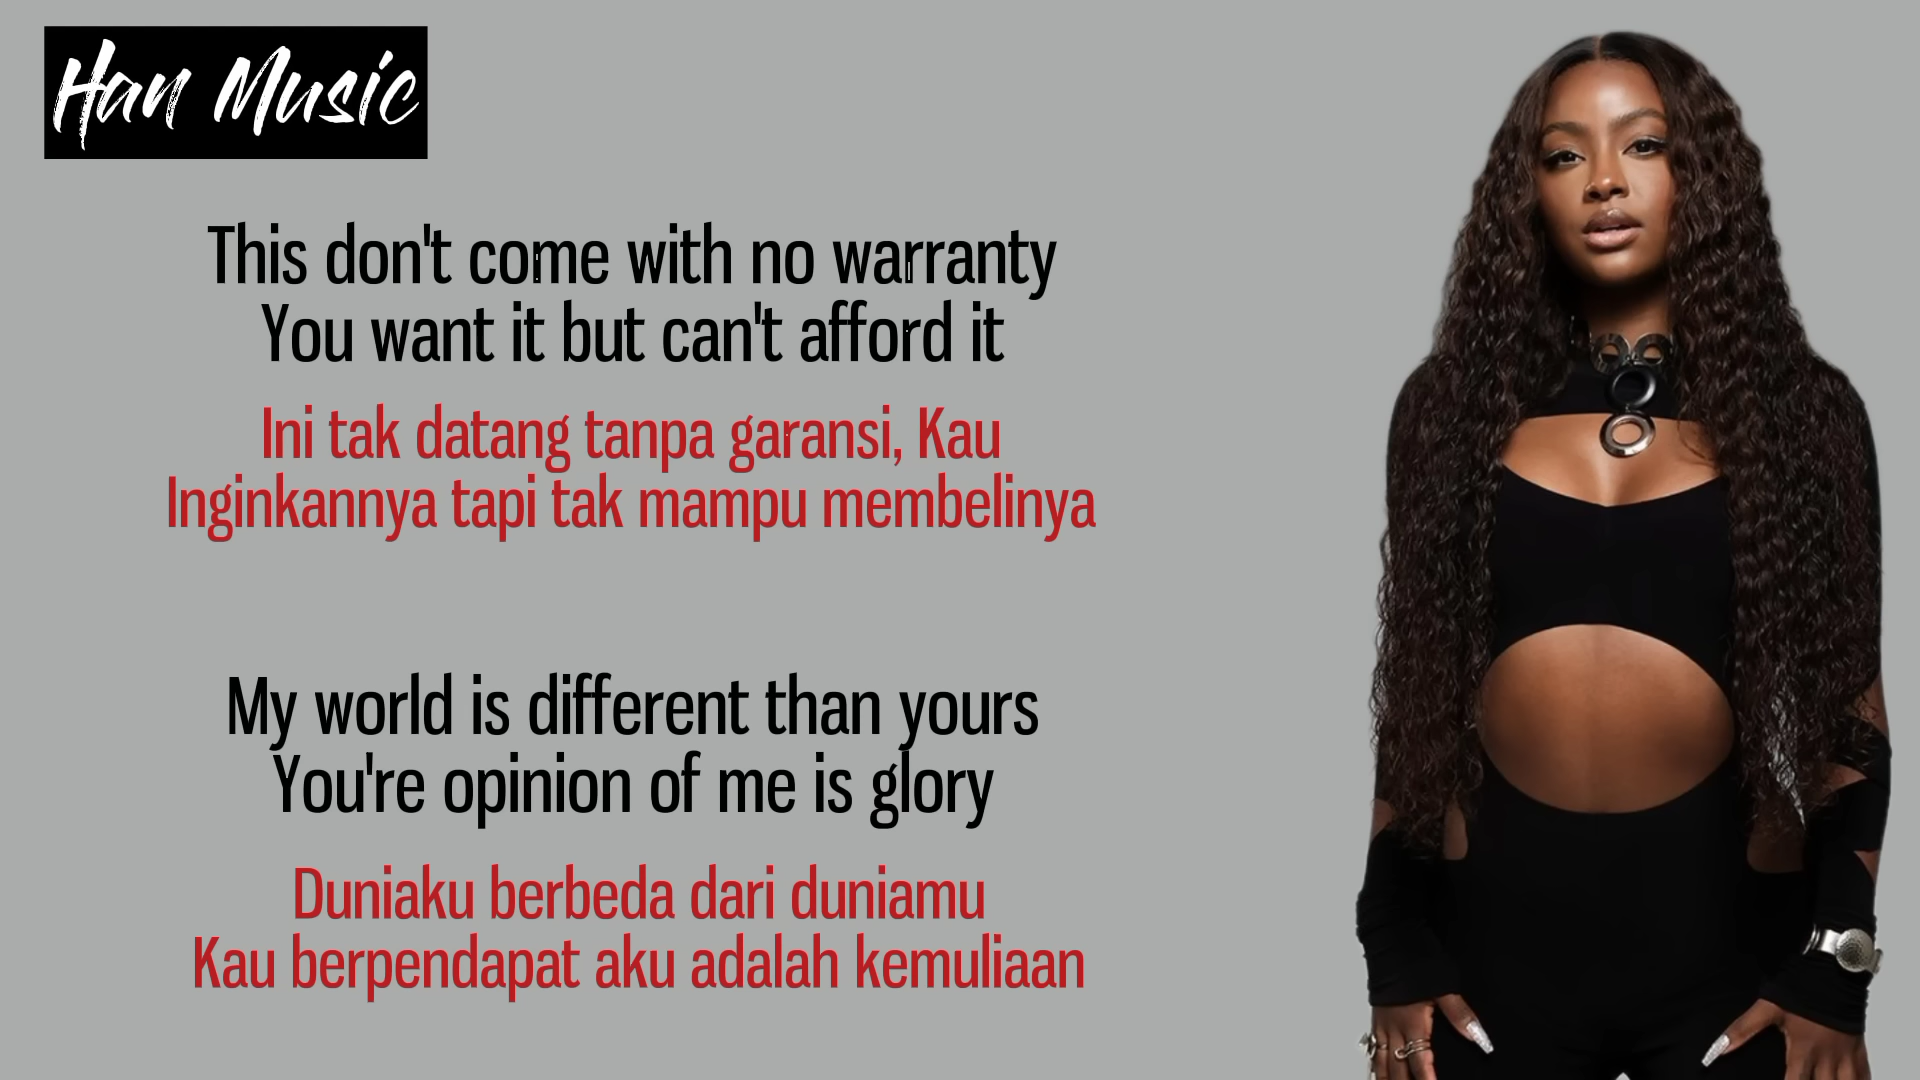 Han Music
This don't come with no warranty
You want it but can't afford it
Ini tak datang tanpa garansi, Kau
Inginkannya tapi tak mampu membelinya
My world is different than yours
You're opinion of me is glory
Duniaku berbeda dari duniamu
Kau berpendapat aku adalah kemuliaan